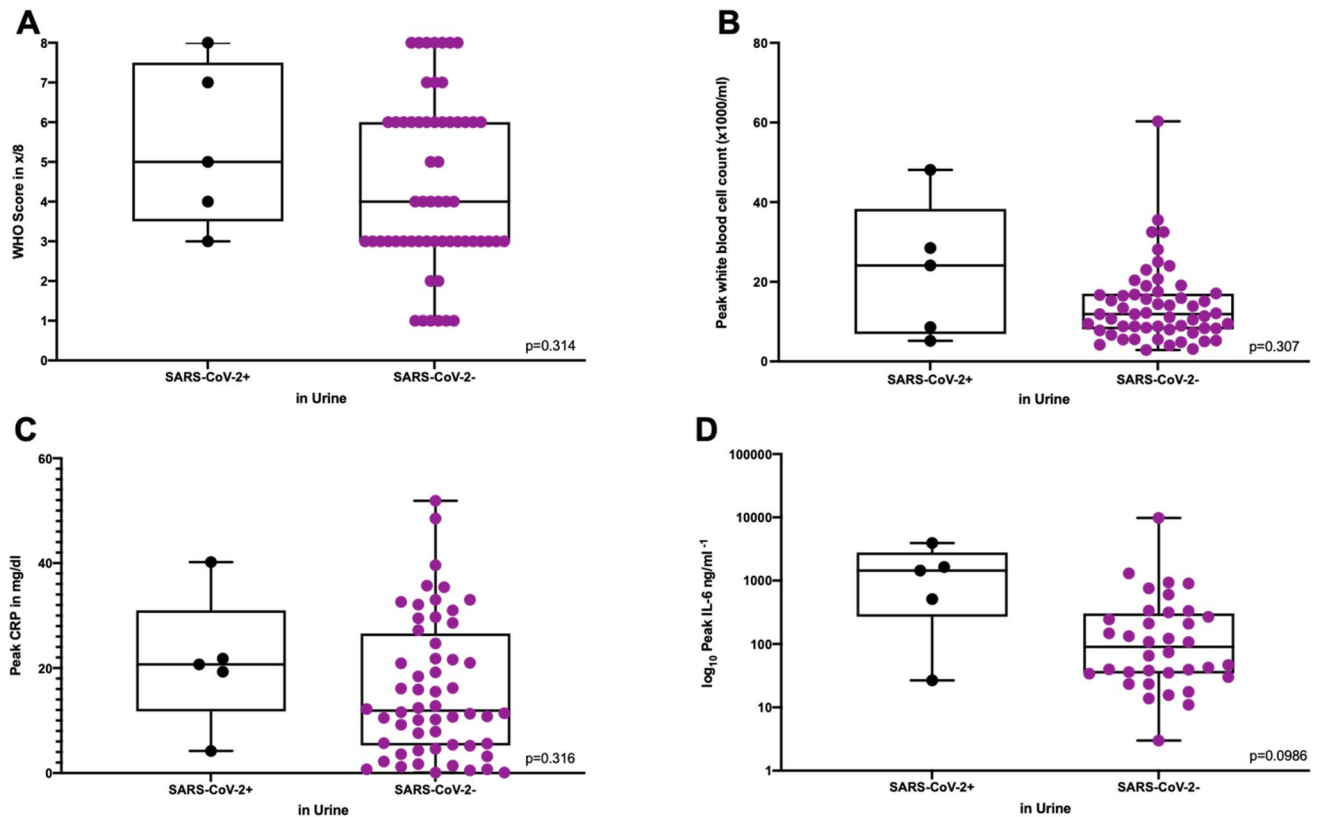 A
WHO Score in x/8
8
7
6
5
4
3
2
1
0
p=0.314
SARS-CoV-2+
SARS-CoV-2-
in Urine
B
Peak white blood cell count (x1000/ml)
80
60
40
20
0
p=0.307
SARS-CoV-2+
SARS-CoV-2-
in Urine
C
Peak CRP in mg/dl
60
40
20
0
p=0.316
SARS-CoV-2+
SARS-CoV-2-
in Urine
D
log10 Peak IL-6 ng/ml -1
100000
10000
1000
100
10
1
p=0.0986
SARS-CoV-2+
SARS-CoV-2-
in Urine